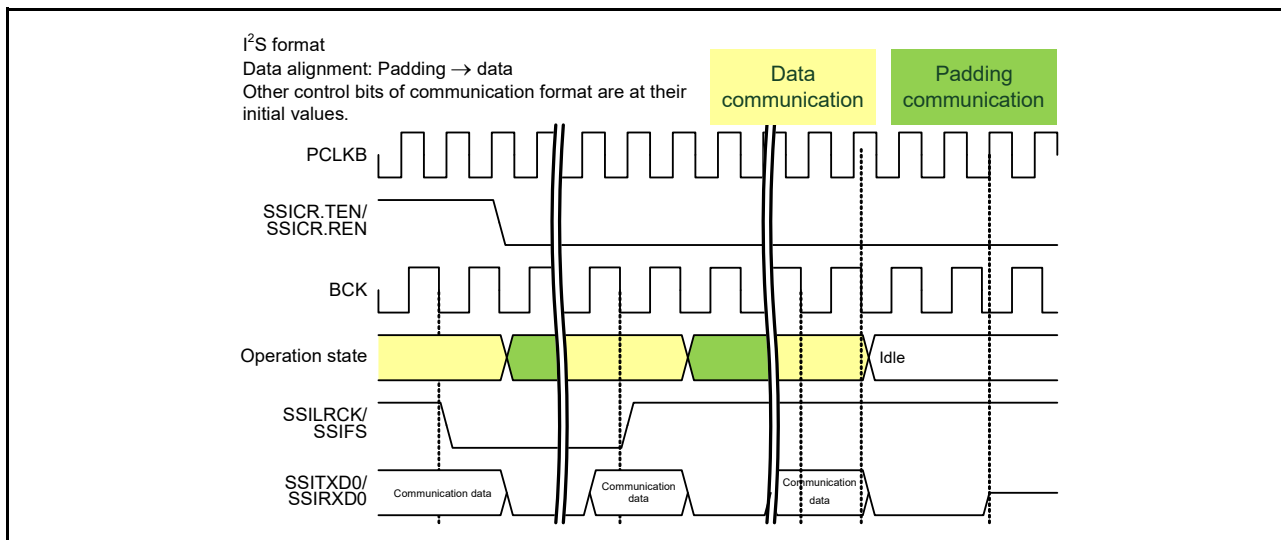 I²S format
Data alignment: Padding → data
Other control bits of communication format are at their
initial values.
Data
communication
Padding
communication
PCLKB
SSICR.TEN/
SSICR.REN
BCK
Operation state
Idle
SSILRCK/
SSIFS
SSITXD0/
SSIRXD0
Communication data
Communication
data
Communication
data